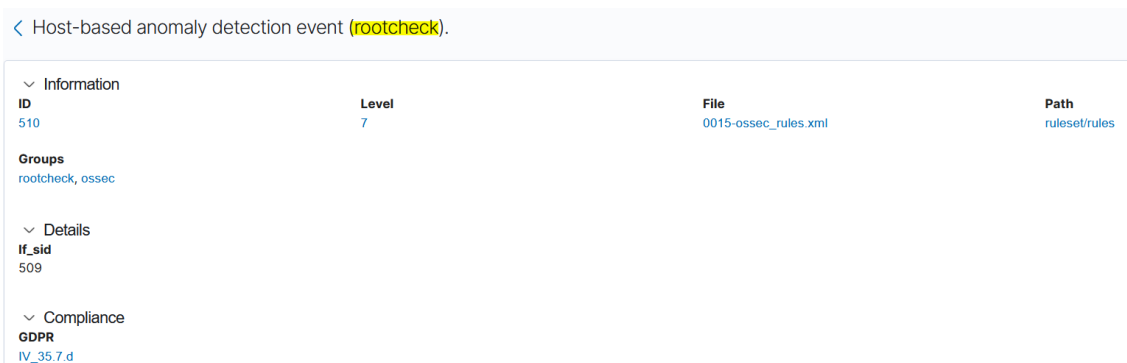 Host-based anomaly detection event (rootcheck).
Information
ID Level File Path
510 7 0015-ossec_rules.xml ruleset/rules
Groups
rootcheck, ossec
Details
If_sid
509
Compliance
GDPR
IV_35.7.d